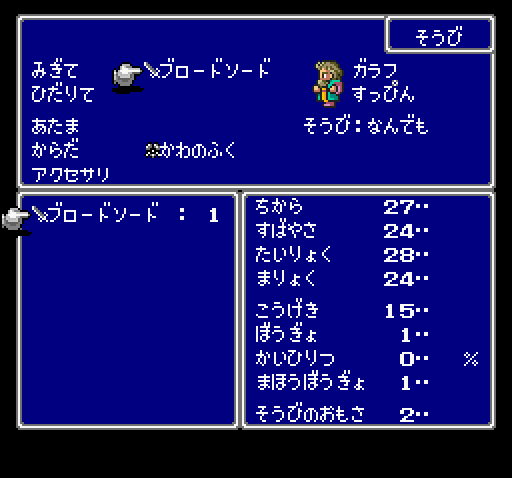 そうび
みぎて ブロードソード ガラフ
ひだりて すっぴん
あたま そうび:なんでも
からだ かわのふく
アクセサリ
ブロードソード : 1
ちから 27‥
すばやさ 24‥
たいりょく 28‥
まりょく 24‥
こうげき 15‥
ぼうぎょ 1‥
かいひりつ 0‥ %
まほうぼうぎょ 1‥
そうびのおもさ 2‥